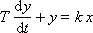 T dy/dt + y = k x